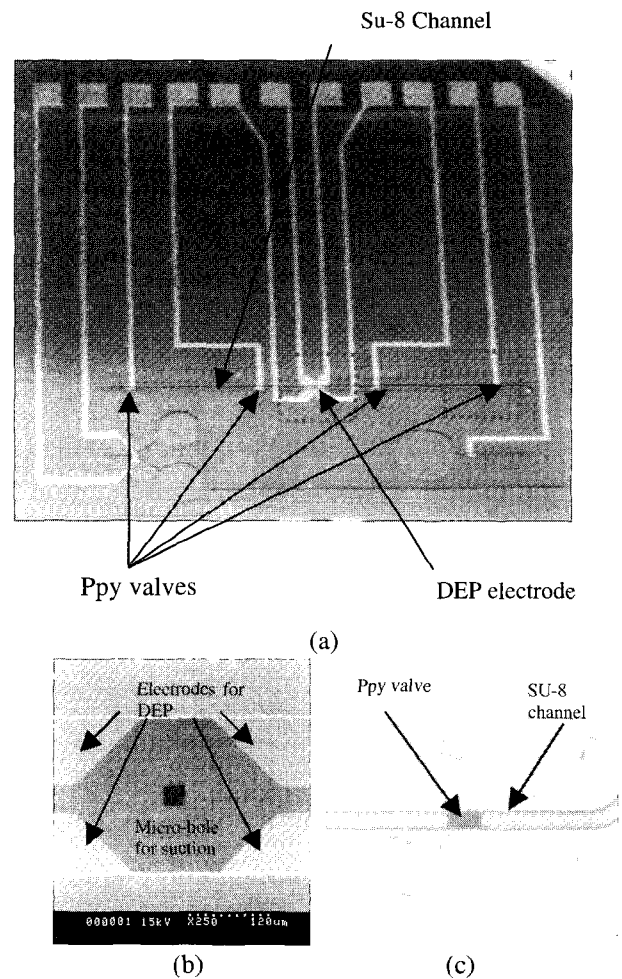 Su-8 Channel
Ppy valves
DEP electrode
(a)
Electrodes for
DEP
Micro-hole
for suction
000001 15kV X250 120um
(b)
Ppy valve
SU-8
channel
(c)